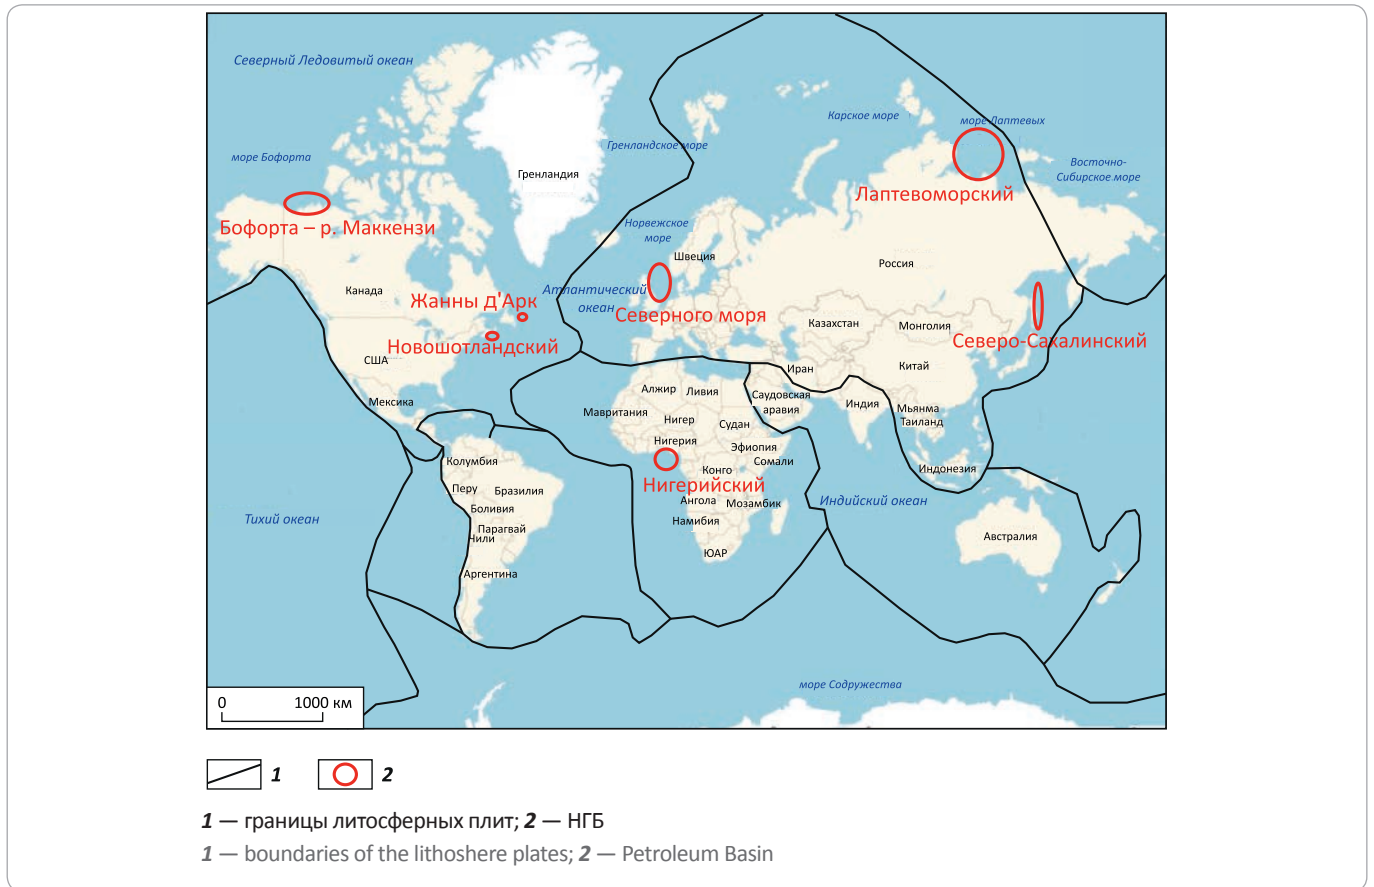 Северный Ледовитый океан
море Бофорта
Гренландское море
Карское море
море Лаптевых
Восточно-
Сибирское море
Гренландия
Лаптевоморский
Бофорта – р. Маккензи
Норвежское
море
Швеция
Россия
Канада
Жанны д'Арк
Атлантический
океан
Северного моря
Казахстан
Монголия
Новошотландский
Северо-Сахалинский
США
Иран
Китай
Мексика
Алжир
Ливия
Саудовская
аравия
Индия
Мьянма
Таиланд
Мавритания
Нигер
Судан
Нигерия
Эфиопия
Сомали
Колумбия
Конго
Индонезия
Нигерийский
Перу
Бразилия
Ангола
Мозамбик
Индийский океан
Боливия
Тихий океан
Намибия
Парагвай
Чили
Австралия
ЮАР
Аргентина
море Содружества
0 1000 км
1 2
1 — границы литосферных плит; 2 — НГБ
1 — boundaries of the lithoshere plates; 2 — Petroleum Basin